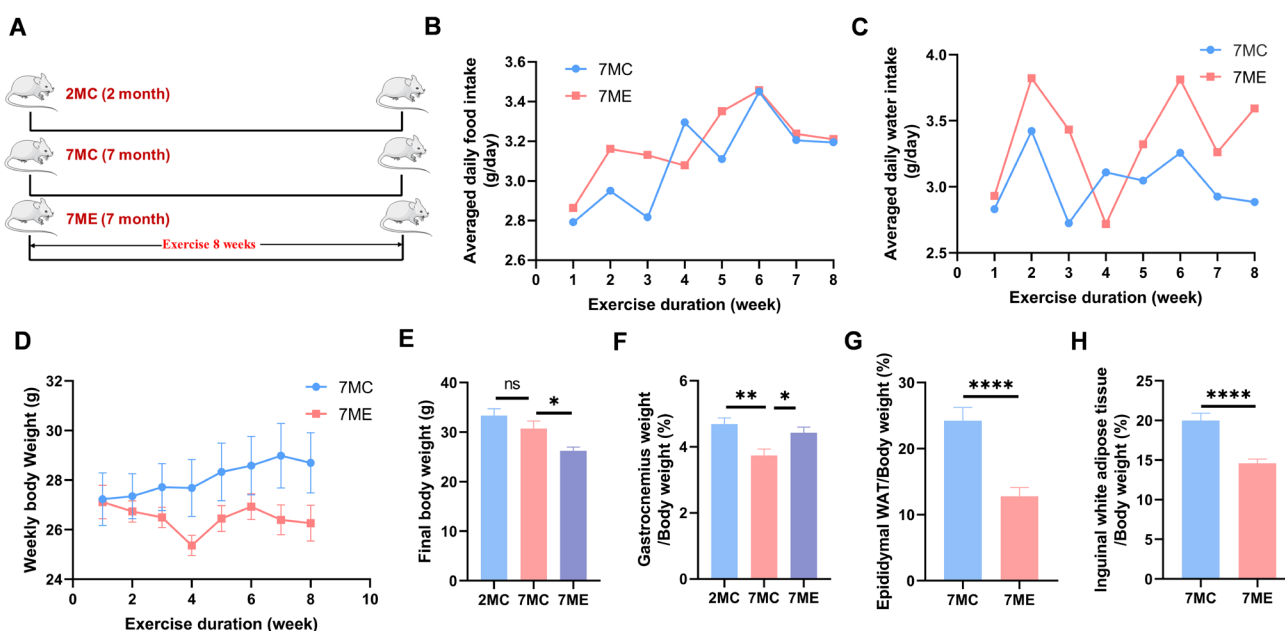 A
2MC (2 month)
7MC (7 month)
7ME (7 month)
Exercise 8 weeks
B
Averaged daily food intake
(g/day)
3.6
3.4
3.2
3.0
2.8
2.6
0 1 2 3 4 5 6 7 8
Exercise duration (week)
7MC
7ME
C
Averaged daily water intake
(g/day)
4.0
3.5
3.0
2.5
0 1 2 3 4 5 6 7 8
Exercise duration (week)
7MC
7ME
D
Weekly body Weight (g)
32
30
28
26
24
0 2 4 6 8 10
Exercise duration (week)
7MC
7ME
E
Final body weight (g)
40
30
20
10
0
ns
*
2MC 7MC 7ME
F
Gastrocnemius weight
/Body weight (%)
6
4
2
0
**
*
2MC 7MC 7ME
G
Epididymal WAT/Body weight (%)
30
20
10
0
****
7MC 7ME
H
Inguinal white adipose tissue
/Body weight (%)
25
20
15
10
5
0
****
7MC 7ME